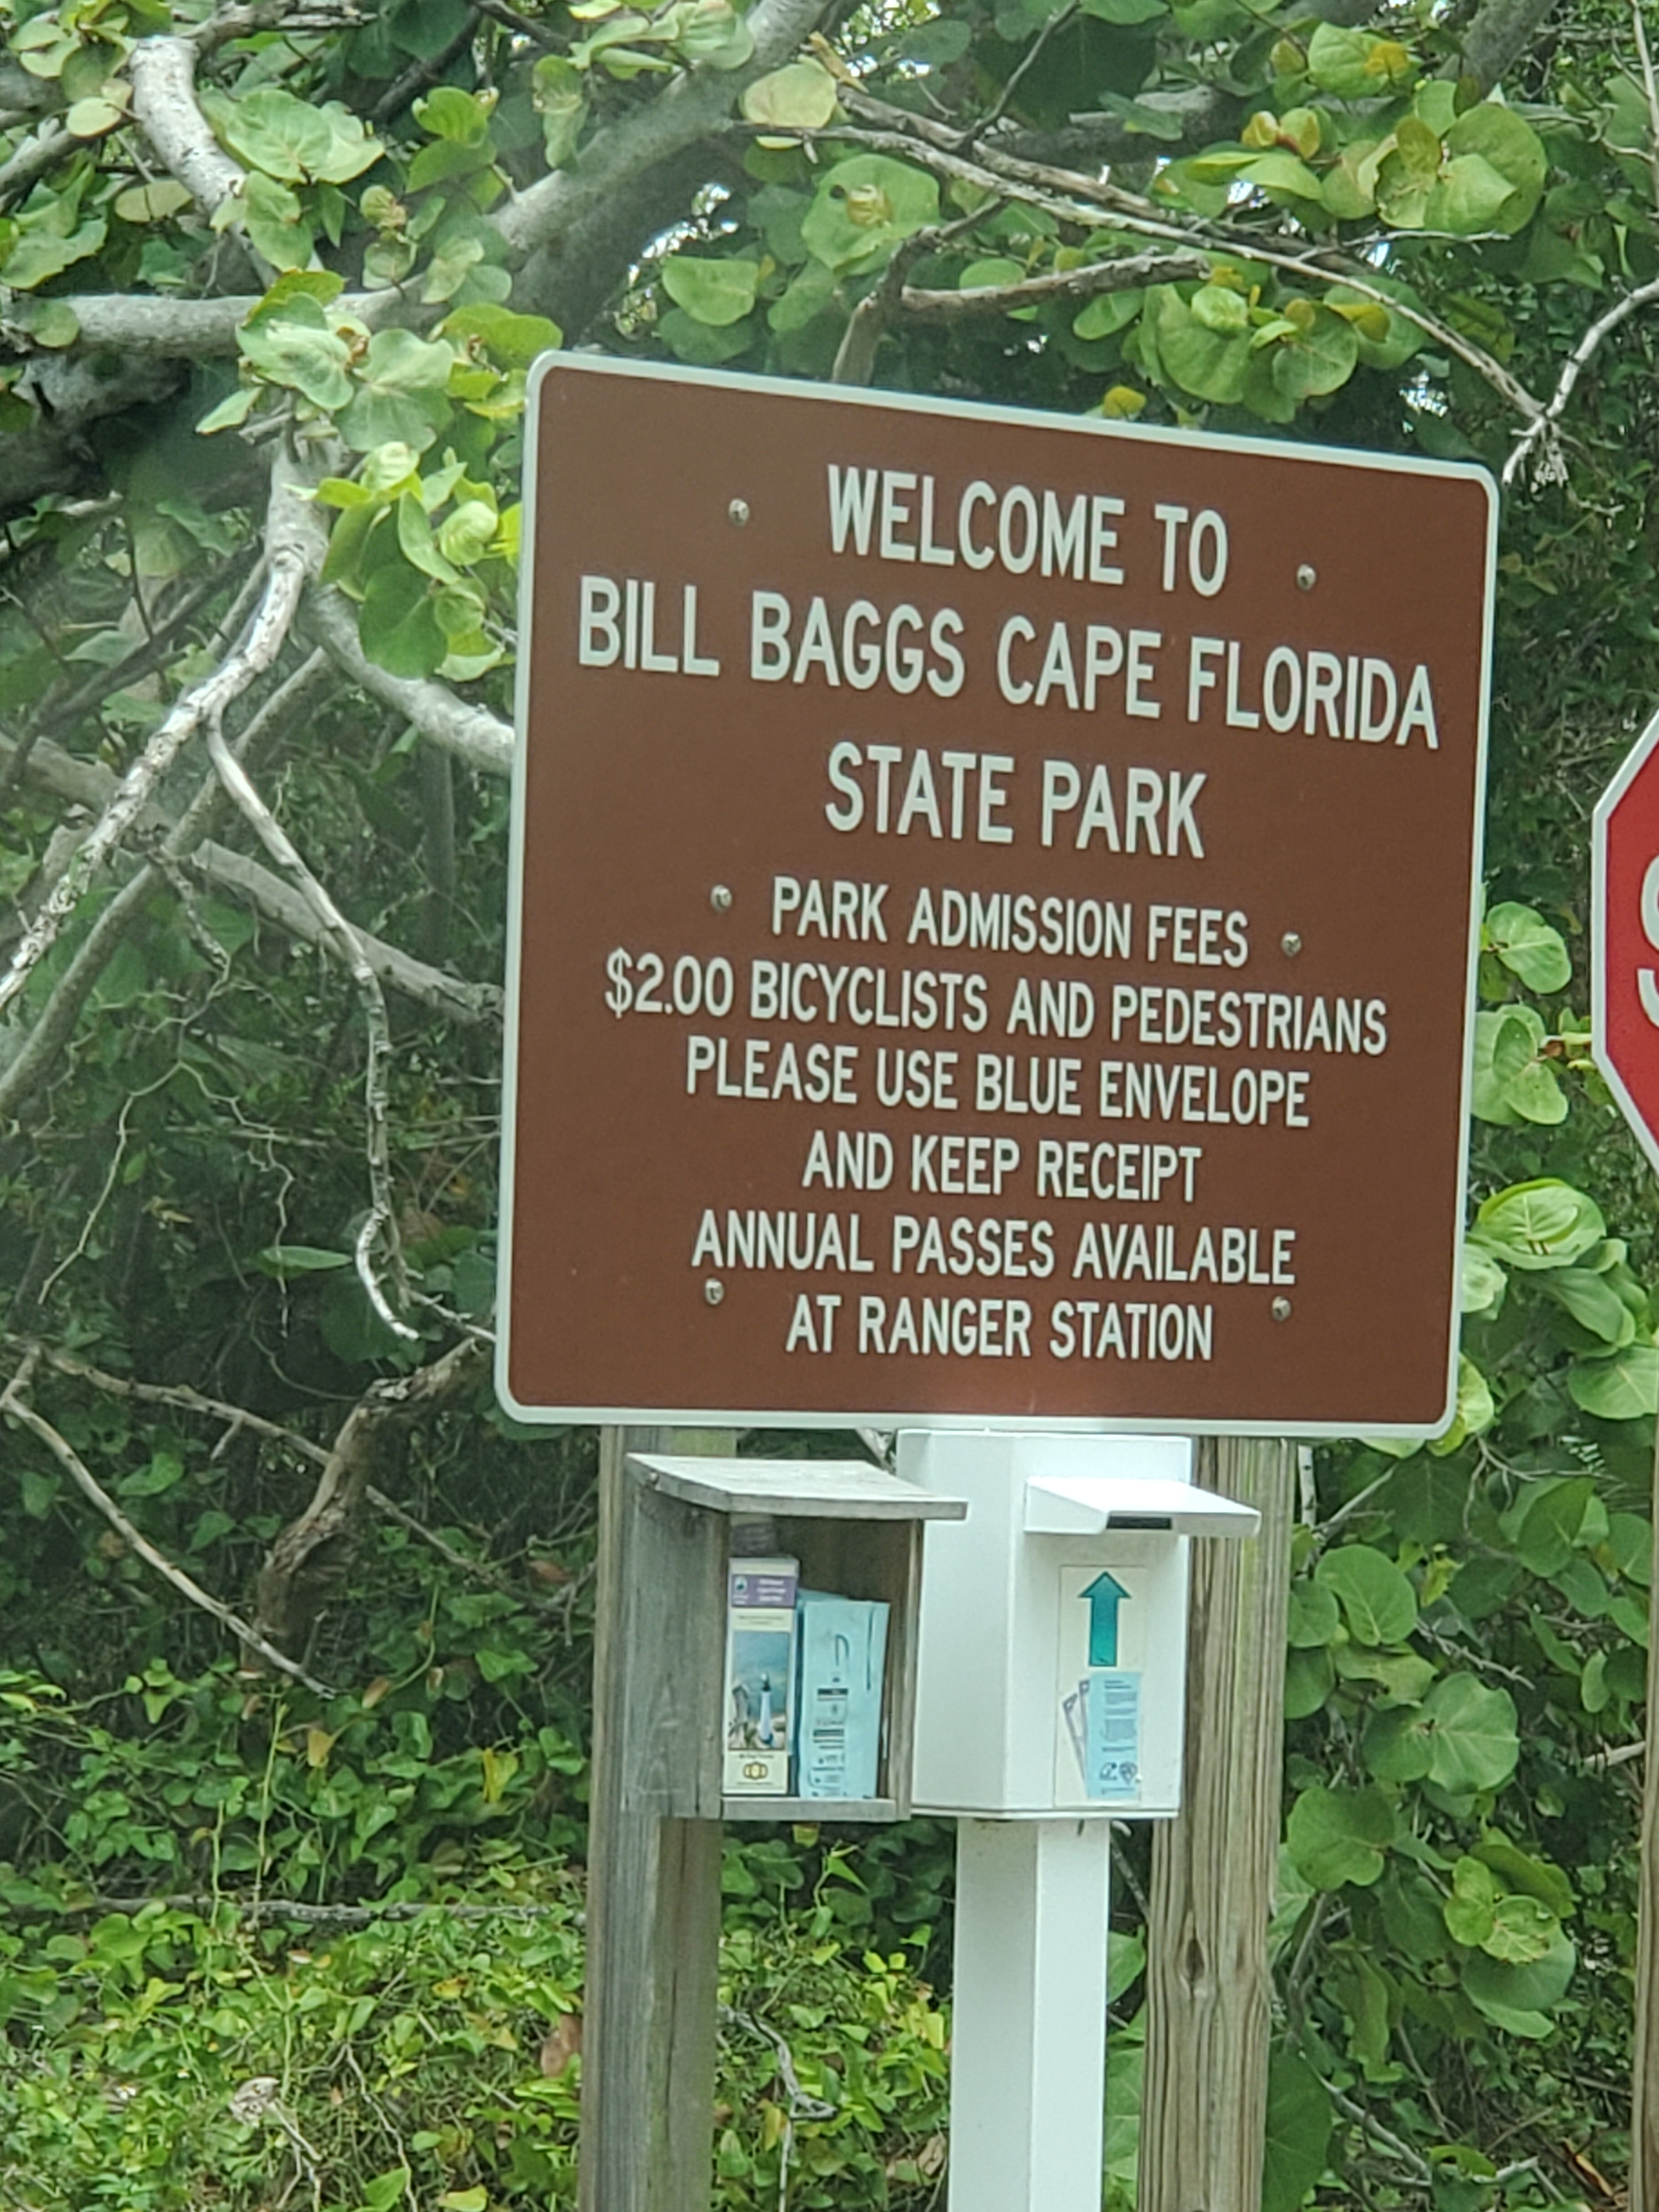 WELCOME TO
BILL BAGGS CAPE FLORIDA
STATE PARK
PARK ADMISSION FEES
$2.00 BICYCLISTS AND PEDESTRIANS
PLEASE USE BLUE ENVELOPE
AND KEEP RECEIPT
ANNUAL PASSES AVAILABLE
AT RANGER STATION